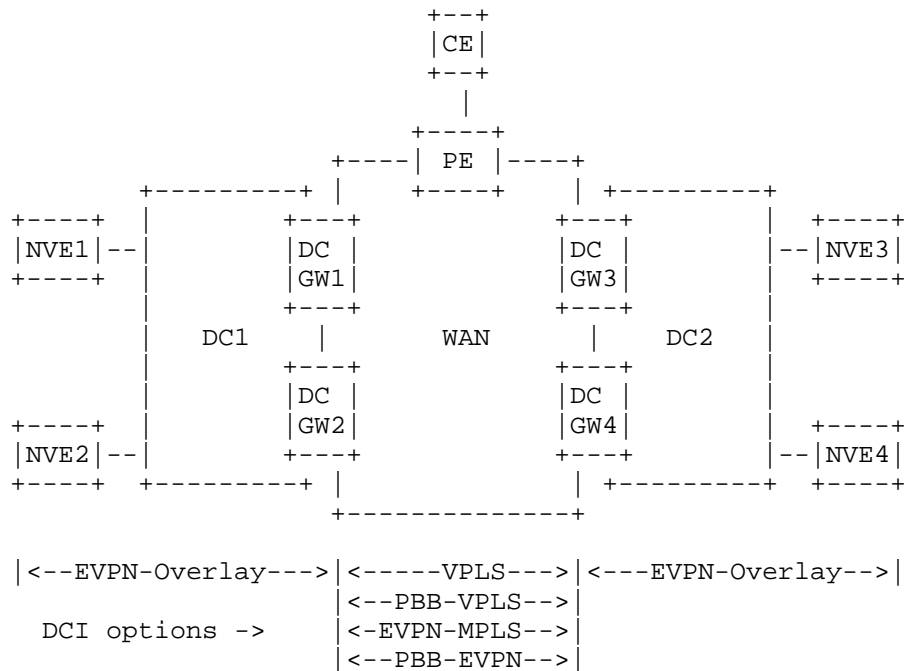 CE
PE
NVE1 DC DC NVE3
GW1 GW3
DC1 WAN DC2
DC DC
GW2 GW4
NVE2 NVE4
|<--EVPN-Overlay--->|<-----VPLS--->|<--EVPN-Overlay-->|
|<--PBB-VPLS-->|
DCI options -> |<-EVPN-MPLS-->|
|<--PBB-EVPN-->|